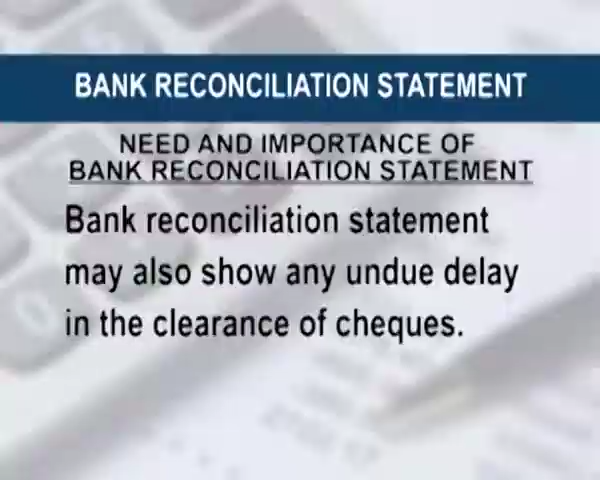 BANK RECONCILIATION STATEMENT
NEED AND IMPORTANCE OF
BANK RECONCILIATION STATEMENT
Bank reconciliation statement
may also show any undue delay
in the clearance of cheques.